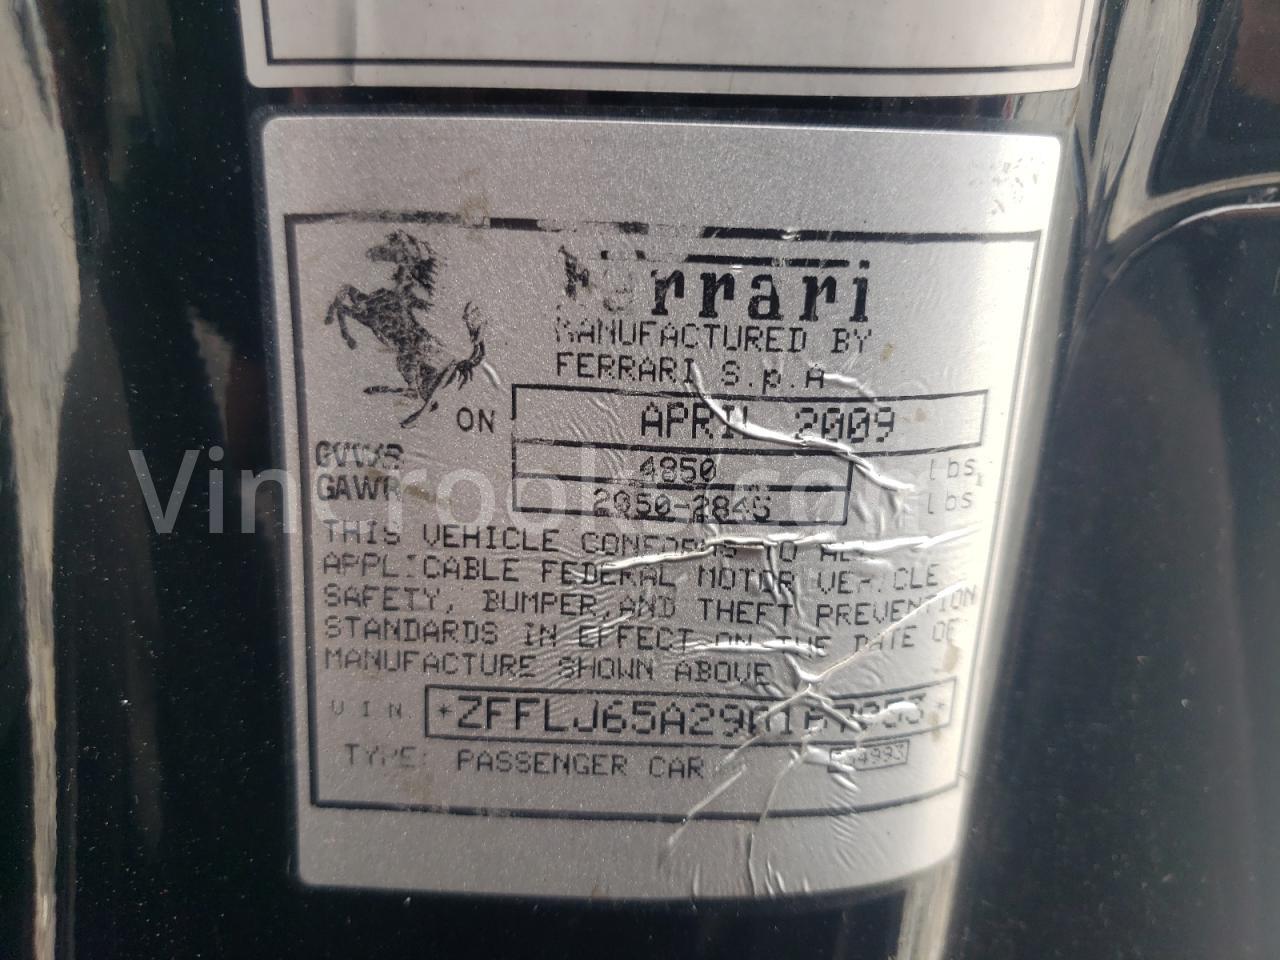 Ferrari
MANUFACTURED BY
FERRARI S.p.A
ON APRIL 2009
GVWR 4850 lbs
GAWR lbs
THIS VEHICLE CONFORMS TO ALL
APPLICABLE FEDERAL MOTOR VEHICLE
SAFETY, BUMPER, AND THEFT PREVENTION
STANDARDS IN EFFECT ON THE DATE OF
MANUFACTURE SHOWN ABOVE
VIN
TYPE: PASSENGER CAR